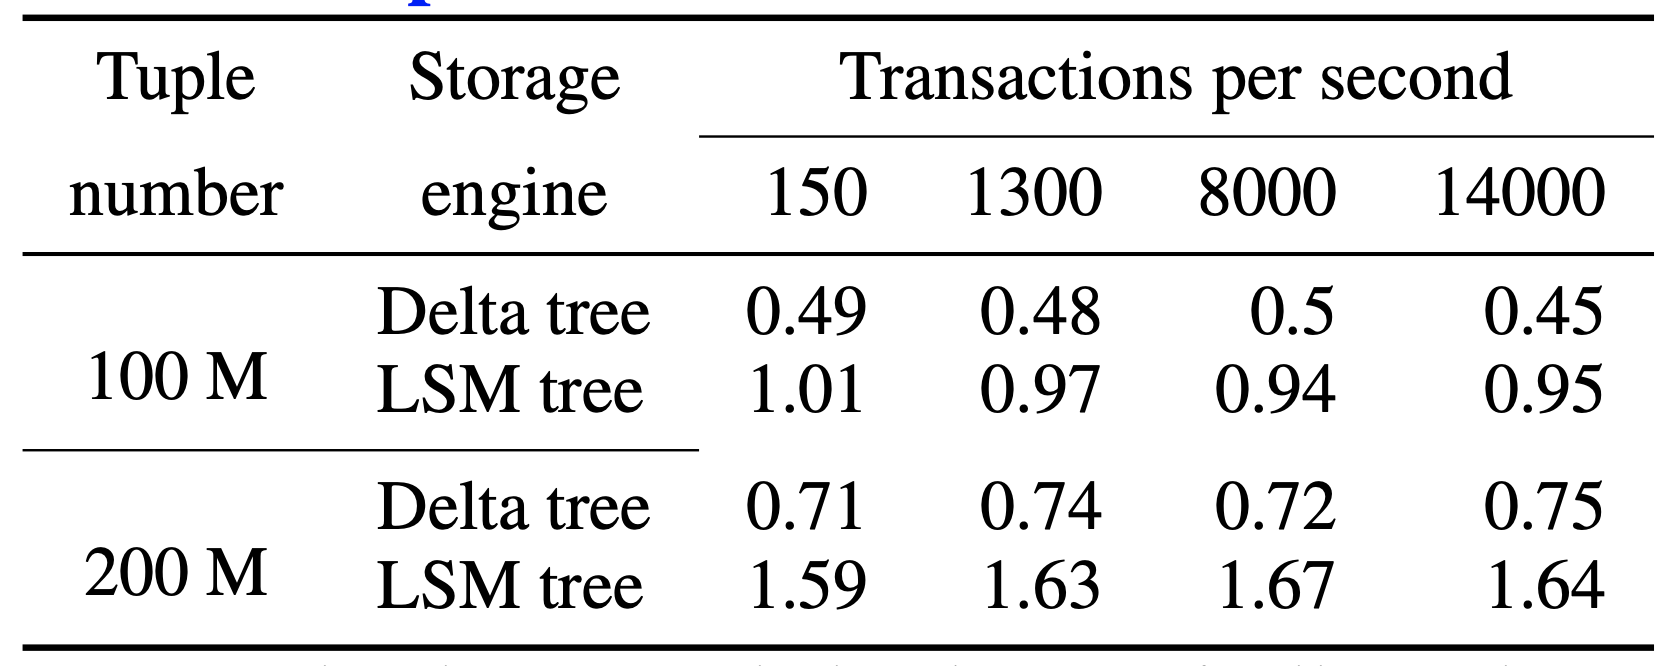 Tuple Storage Transactions per second
number engine 150 1300 8000 14000
Delta tree 0.49 0.48 0.5 0.45
100 M
LSM tree 1.01 0.97 0.94 0.95
Delta tree 0.71 0.74 0.72 0.75
200 M
LSM tree 1.59 1.63 1.67 1.64